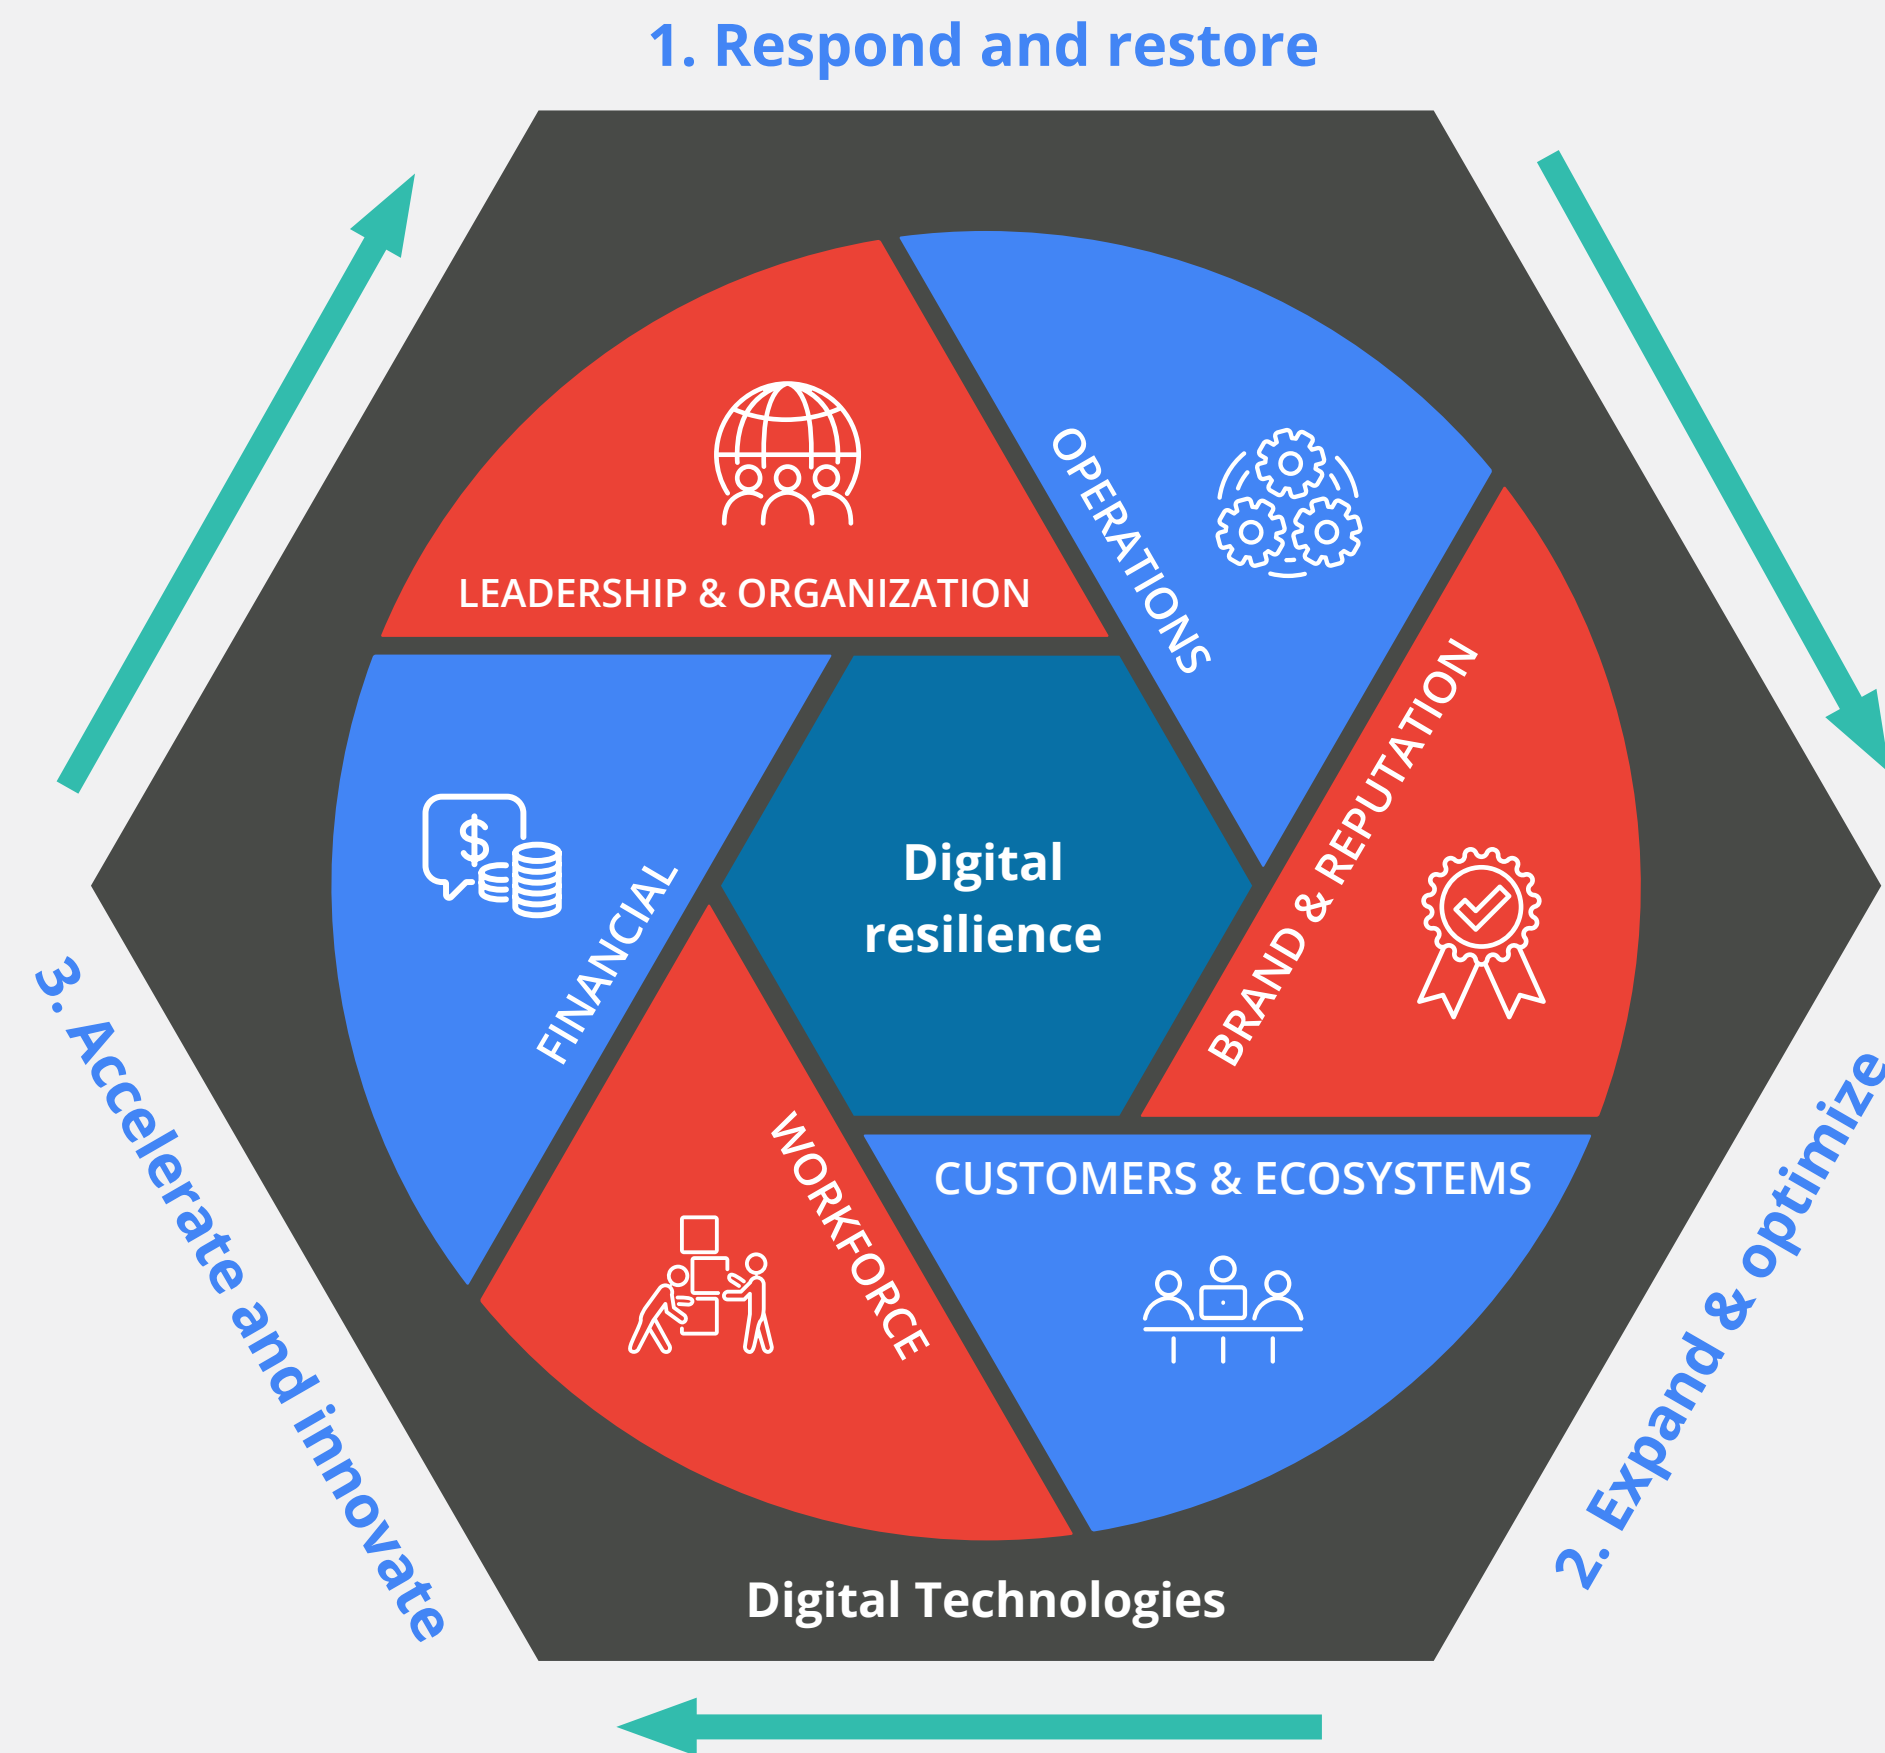 1. Respond and restore
LEADERSHIP & ORGANIZATION
OPERATIONS
BRAND & REPUTATION
CUSTOMERS & ECOSYSTEMS
WORKFORCE
FINANCIAL
Digital
resilience
Digital Technologies
2. Expand & optimize
3. Accelerate and innovate
$